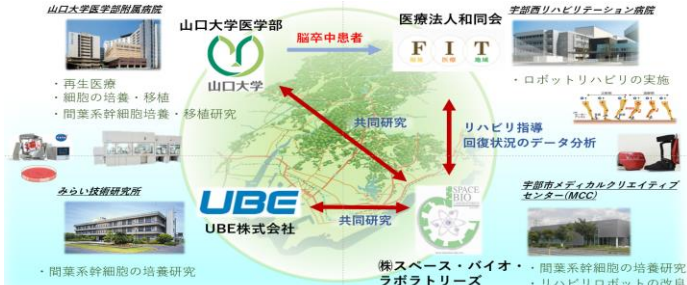 山口大学医学部附属病院
・再生医療
・細胞の培養・移植
・間葉系幹細胞培養・移植研究
山口大学医学部
山口大学
脳卒中患者
医療法人和同会
F I T
医療
地域
宇部西リハビリテーション病院
・ロボットリハビリの実施
共同研究
リハビリ指導
回復状況のデータ分析
みらい技術研究所
・間葉系幹細胞の培養研究
UBE
UBE株式会社
共同研究
SPACE
BIO
㈱スペース・バイオ・
ラボラトリーズ
宇部市メディカルクリエイティブ
センター(MCC)
・間葉系幹細胞の培養研究
・リハビリロボットの改良